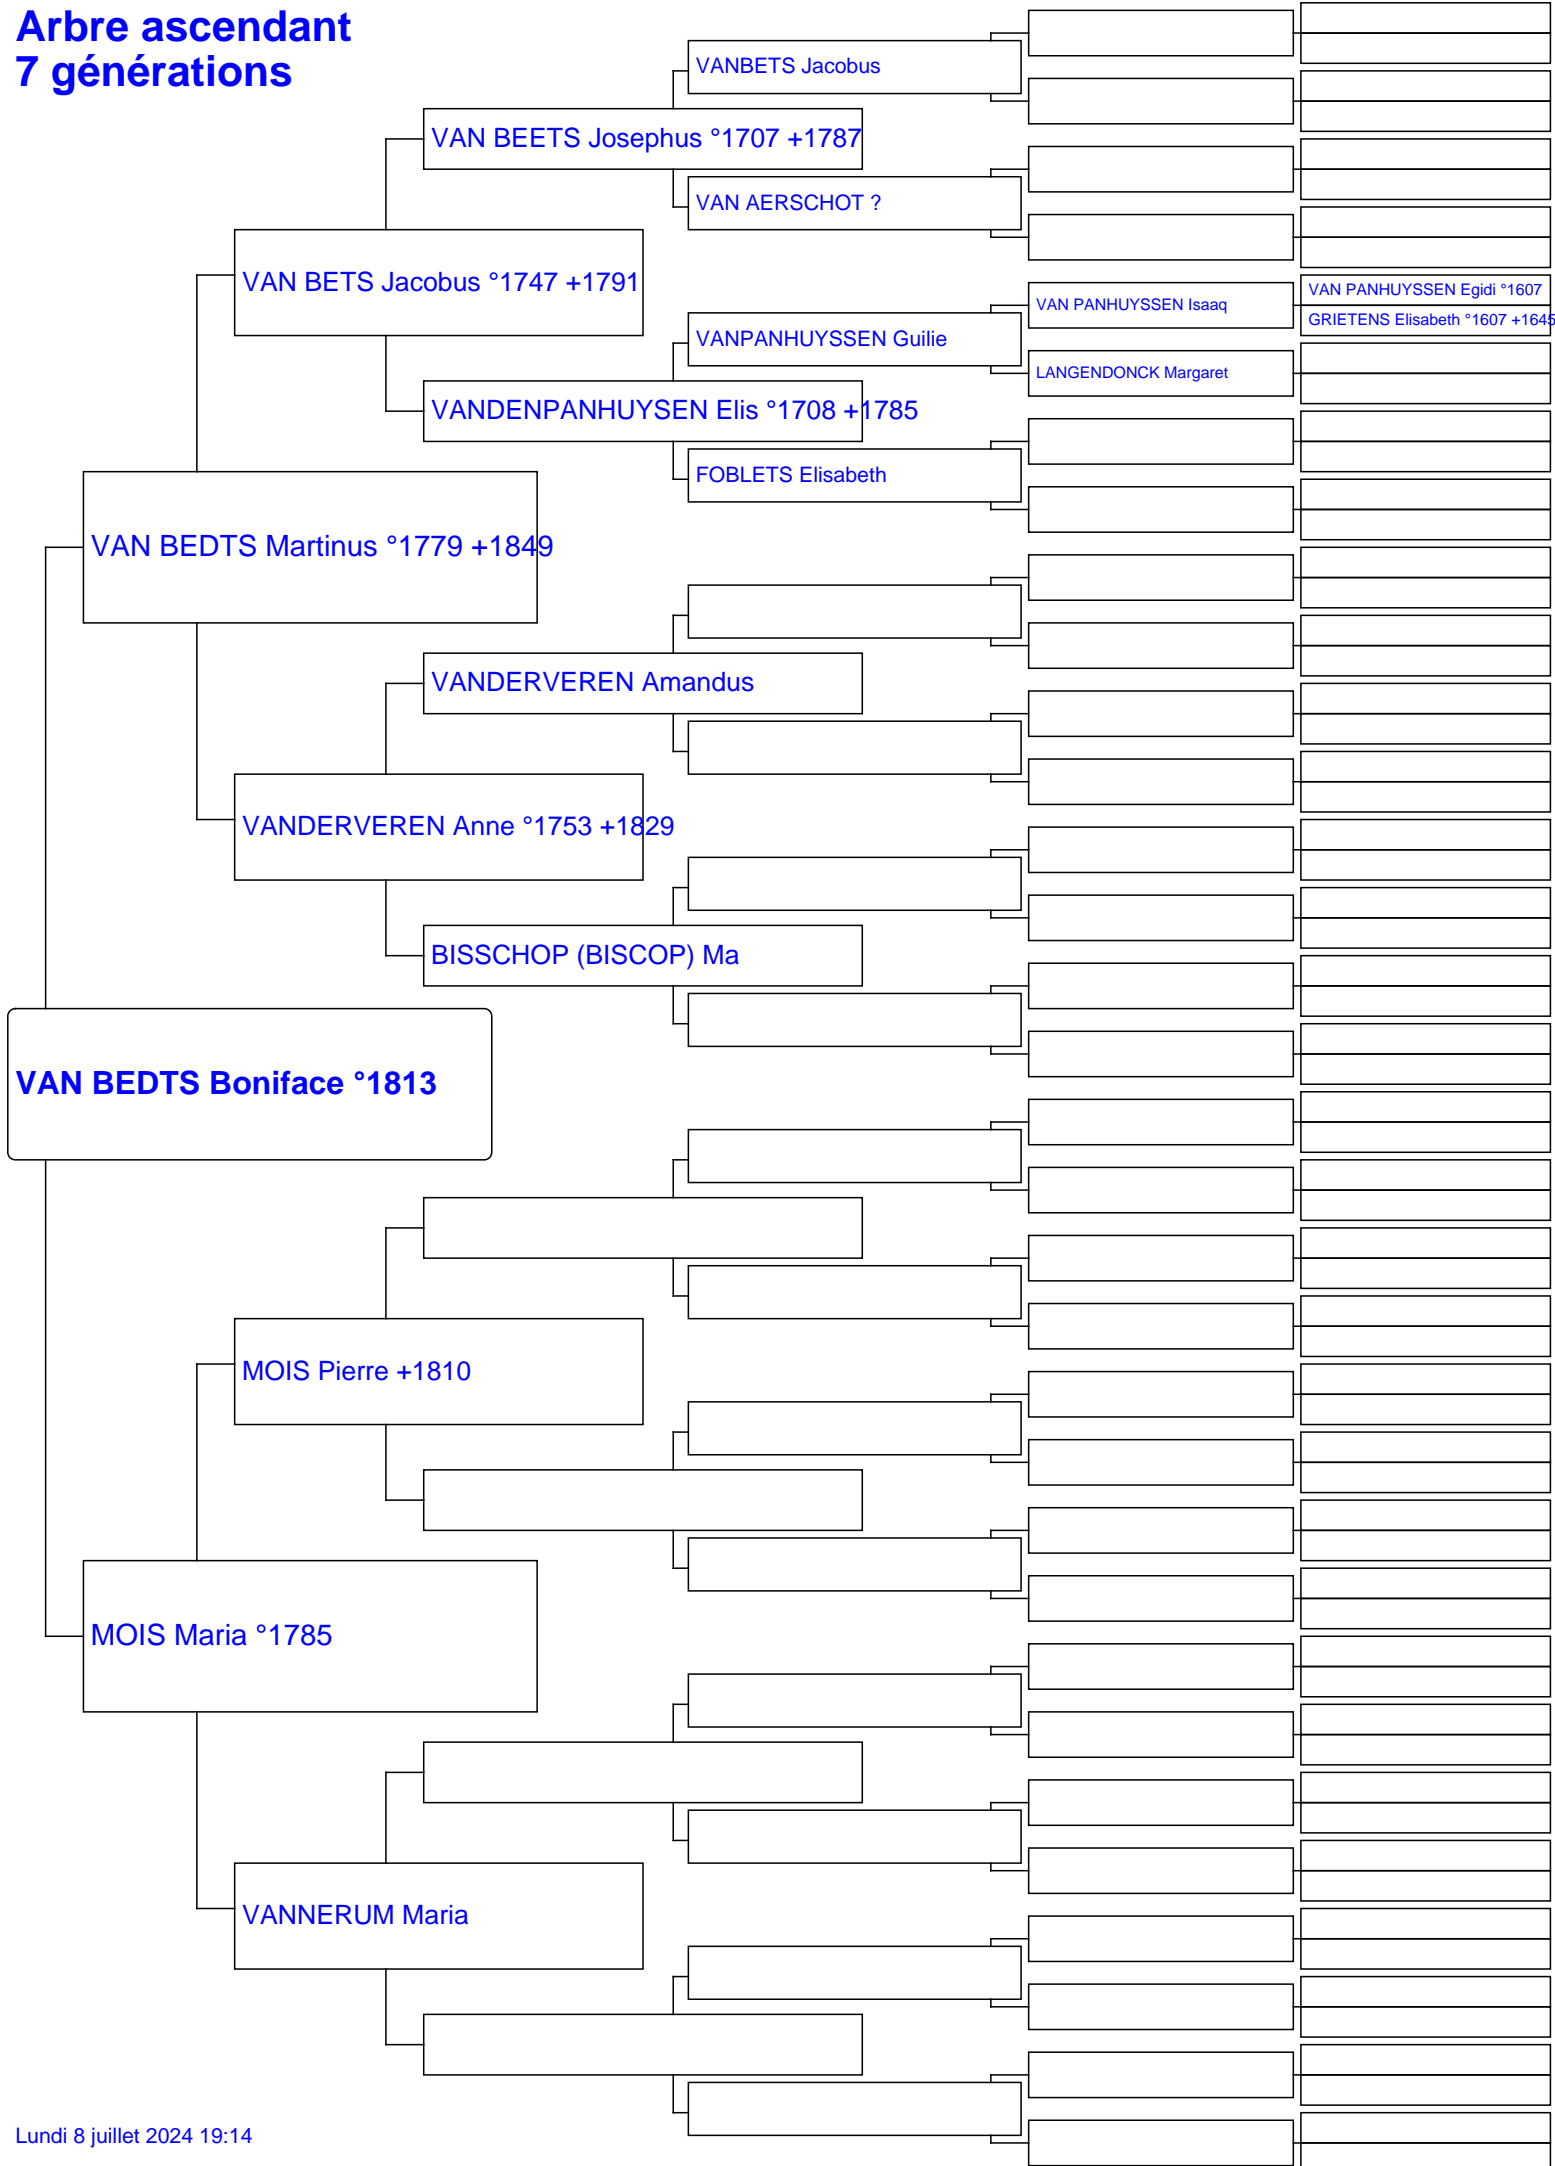 Arbre ascendant
7 générations
VANBETS Jacobus
VAN BEETS Josephus °1707 +1787
VAN AERSCHOT ?
VAN BETS Jacobus °1747 +1791
VAN PANHUYSSEN Egidi °1607
VAN PANHUYSSEN Isaaq
GRIETENS Elisabeth °1607 +1645
VANPANHUYSSEN Guilie
LANGENDONCK Margaret
VANDENPANHUYSEN Elis °1708 +1785
FOBLETS Elisabeth
VAN BEDTS Martinus °1779 +1849
VANDERVEREN Amandus
VANDERVEREN Anne °1753 +1829
BISSCHOP (BISCOP) Ma
VAN BEDTS Boniface °1813
MOIS Pierre +1810
MOIS Maria °1785
VANNERUM Maria
Lundi 8 juillet 2024 19:14